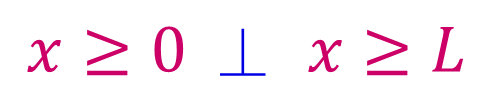 𝑥 ≥ 0 ⊥ 𝑥 ≥ 𝐿